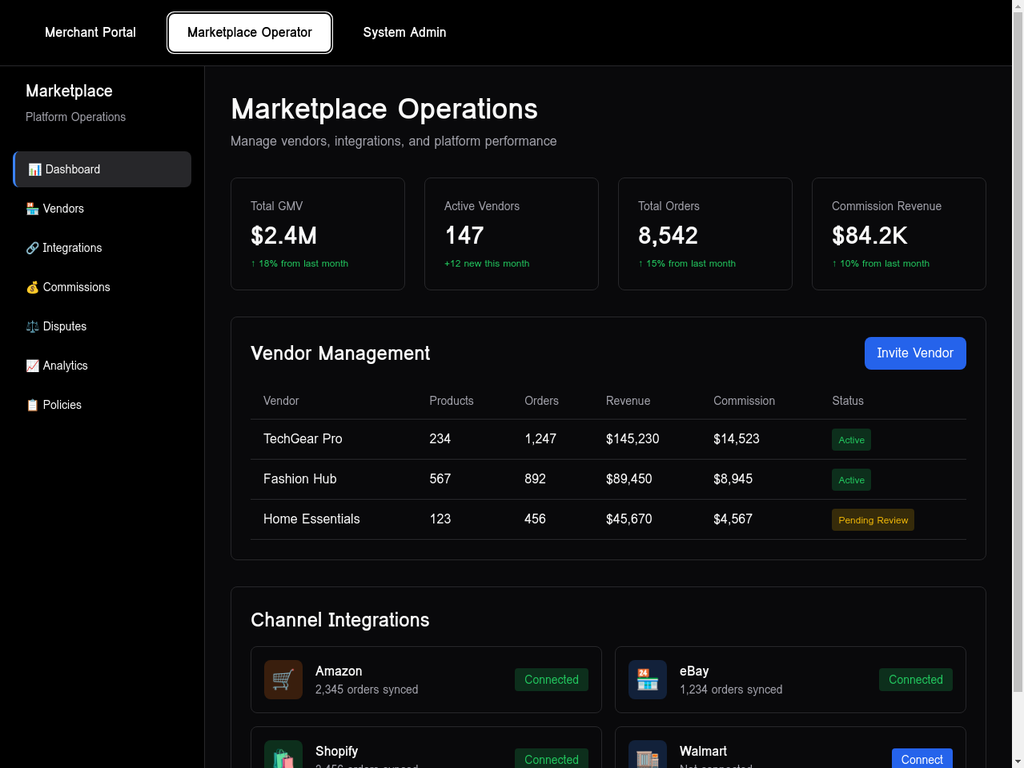 Merchant Portal
Marketplace Operator
System Admin
Marketplace
Platform Operations
Dashboard
Vendors
Integrations
Commissions
Disputes
Analytics
Policies
Marketplace Operations
Manage vendors, integrations, and platform performance
Total GMV
$2.4M
↑ 18% from last month
Active Vendors
147
+12 new this month
Total Orders
8,542
↑ 15% from last month
Commission Revenue
$84.2K
↑ 10% from last month
Vendor Management
Invite Vendor
Vendor Products Orders Revenue Commission Status
TechGear Pro 234 1,247 $145,230 $14,523 Active
Fashion Hub 567 892 $89,450 $8,945 Active
Home Essentials 123 456 $45,670 $4,567 Pending Review
Channel Integrations
Amazon
2,345 orders synced
Connected
eBay
1,234 orders synced
Connected
Shopify
Connected
Walmart
Connect